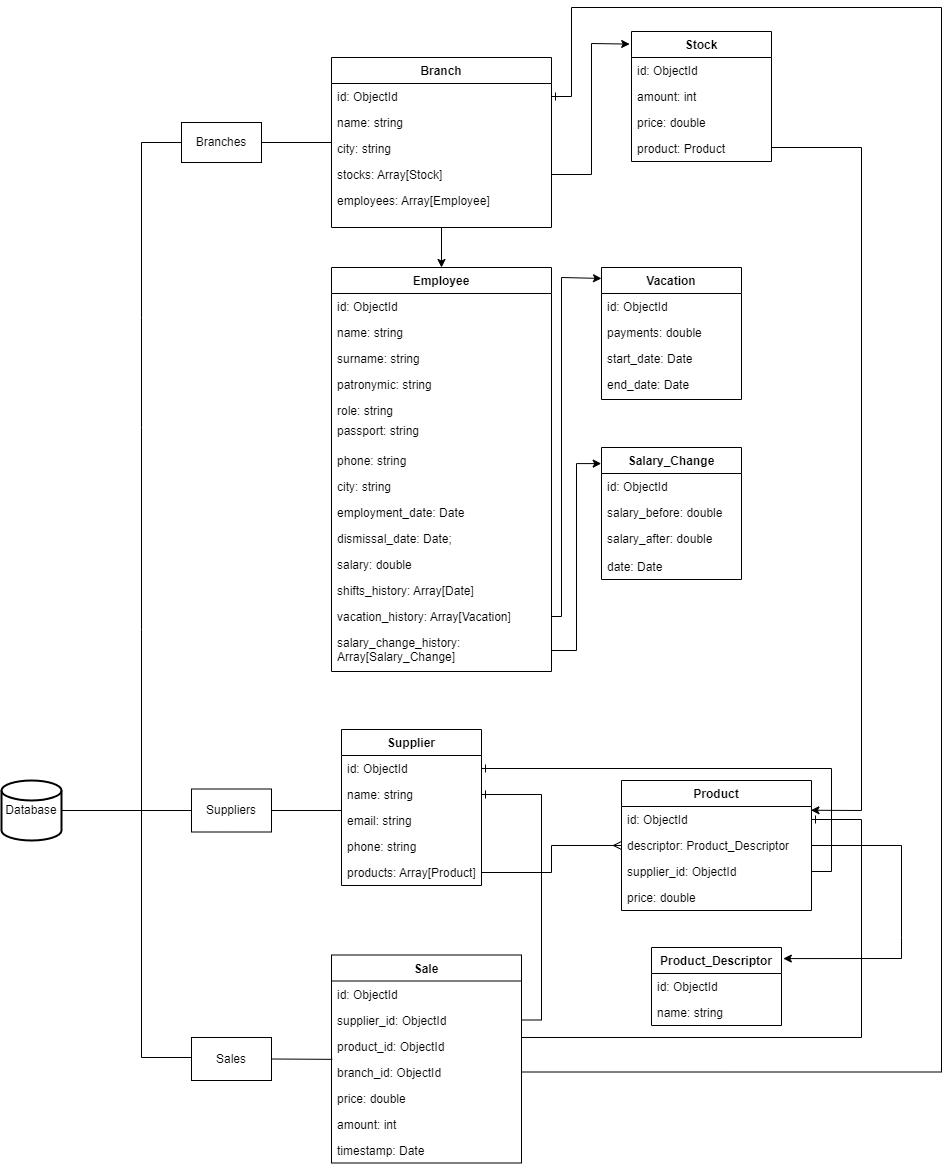 Branch
id: ObjectId
name: string
city: string
stocks: Array[Stock]
employees: Array[Employee]
Stock
id: ObjectId
amount: int
price: double
product: Product
Branches
Employee
id: ObjectId
name: string
surname: string
patronymic: string
role: string
passport: string
phone: string
city: string
employment_date: Date
dismissal_date: Date;
salary: double
shifts_history: Array[Date]
vacation_history: Array[Vacation]
salary_change_history:
Array[Salary_Change]
Vacation
id: ObjectId
payments: double
start_date: Date
end_date: Date
Salary_Change
id: ObjectId
salary_before: double
salary_after: double
date: Date
Database
Suppliers
Supplier
id: ObjectId
name: string
email: string
phone: string
products: Array[Product]
Product
id: ObjectId
descriptor: Product_Descriptor
supplier_id: ObjectId
price: double
Product_Descriptor
id: ObjectId
name: string
Sales
Sale
id: ObjectId
supplier_id: ObjectId
product_id: ObjectId
branch_id: ObjectId
price: double
amount: int
timestamp: Date